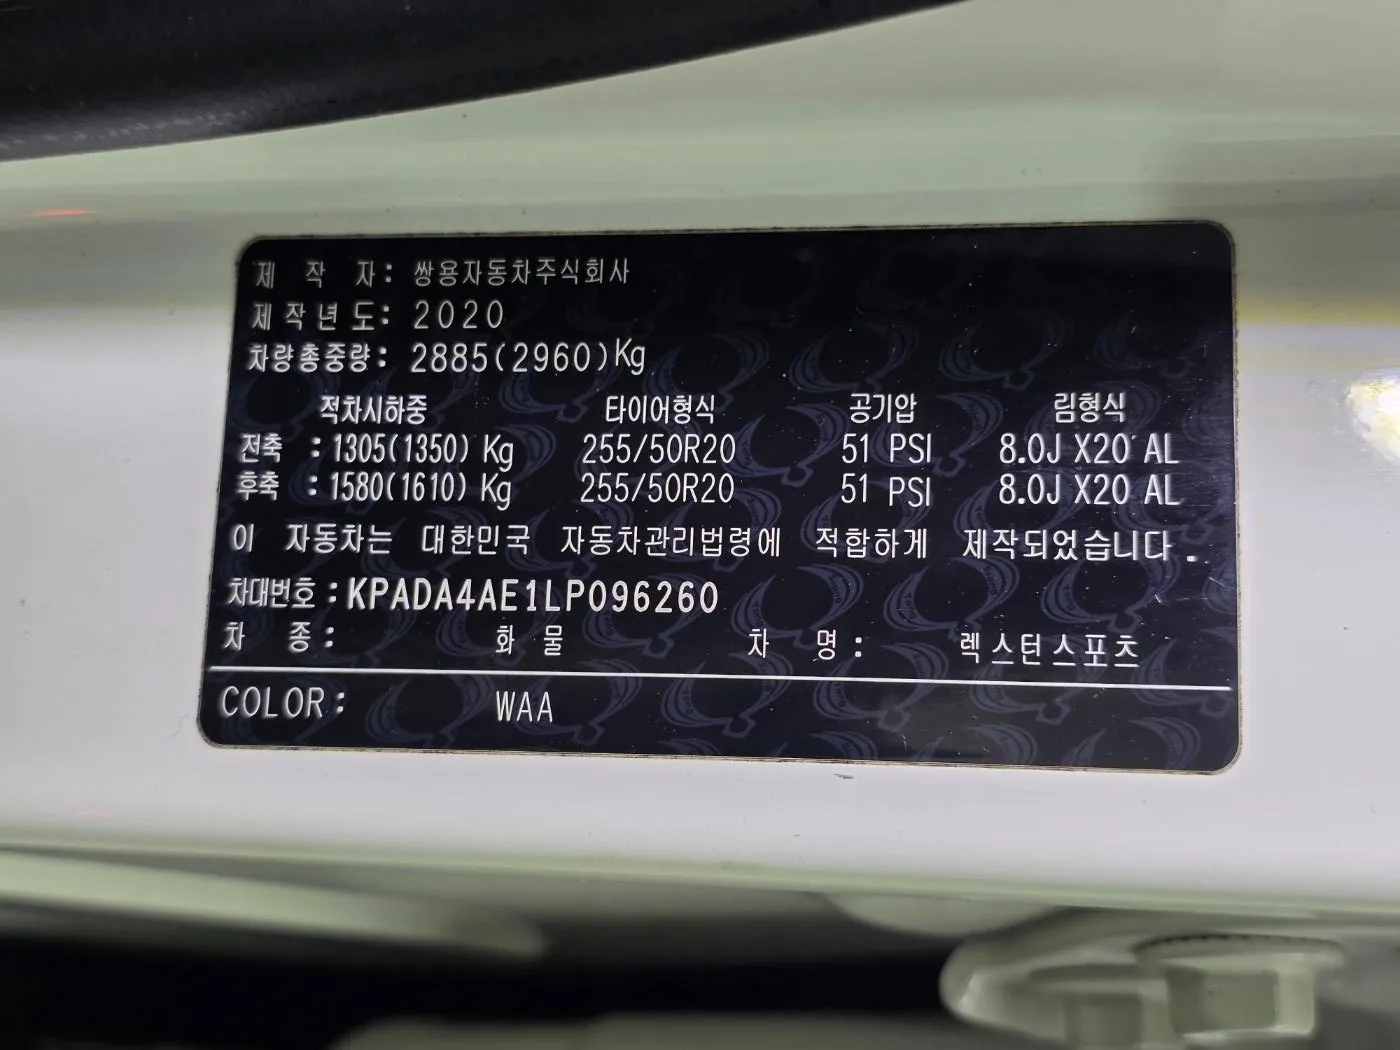 제 작 자: 쌍용자동차주식회사
제작년도: 2020
차량총중량: 2885(2960)Kg
적차시하중 타이어형식 공기압 림형식
전축 : 1305(1350) Kg 255/50R20 51 PSI 8.0J X20 AL
후축 : 1580(1610) Kg 255/50R20 51 PSI 8.0J X20 AL
이 자동차는 대한민국 자동차관리법령에 적합하게 제작되었습니다.
차대번호 : KPADA4AE1LP096260
차 종: 화 물 차 명: 렉스턴스포츠
COLOR: WAA